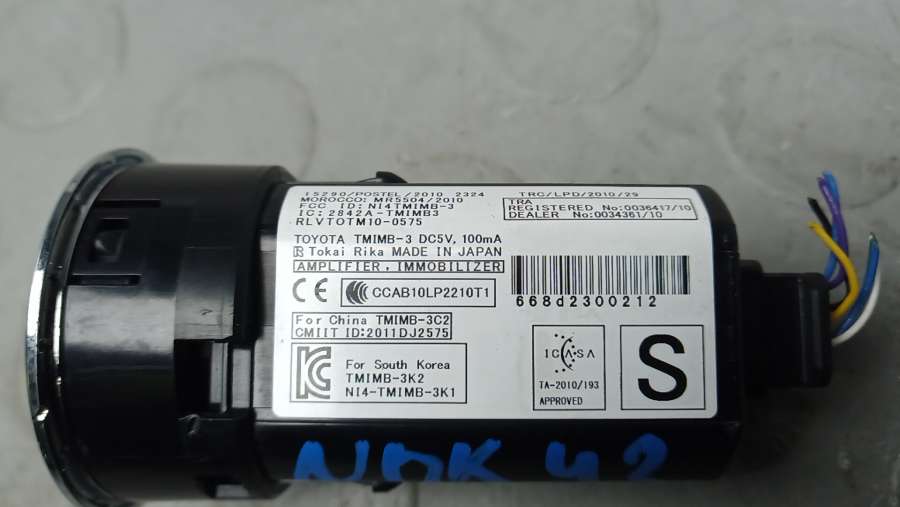 15290/POSTEL/2010 2324
MOROCCO: MR5504/2010
FCC ID: NI4TMIMB-3
IC: 2842A-TMIMB3
RLVTOTM10-0575
TRC/LPD/2010/29
TRA
REGISTERED No:0036417/10
DEALER No:0034361/10
TOYOTA TMIMB-3 DC5V, 100mA
R Tokai Rika MADE IN JAPAN
AMPLIFIER, IMMOBILIZER
CE
CCAB10LP2210T1
668d2300212
For China TMIMB-3C2
CMIIT ID:2011DJ2575
KC
For South Korea
TMIMB-3K2
NI4-TMIMB-3K1
ICASA
TA-2010/193
APPROVED
S
NDK 42